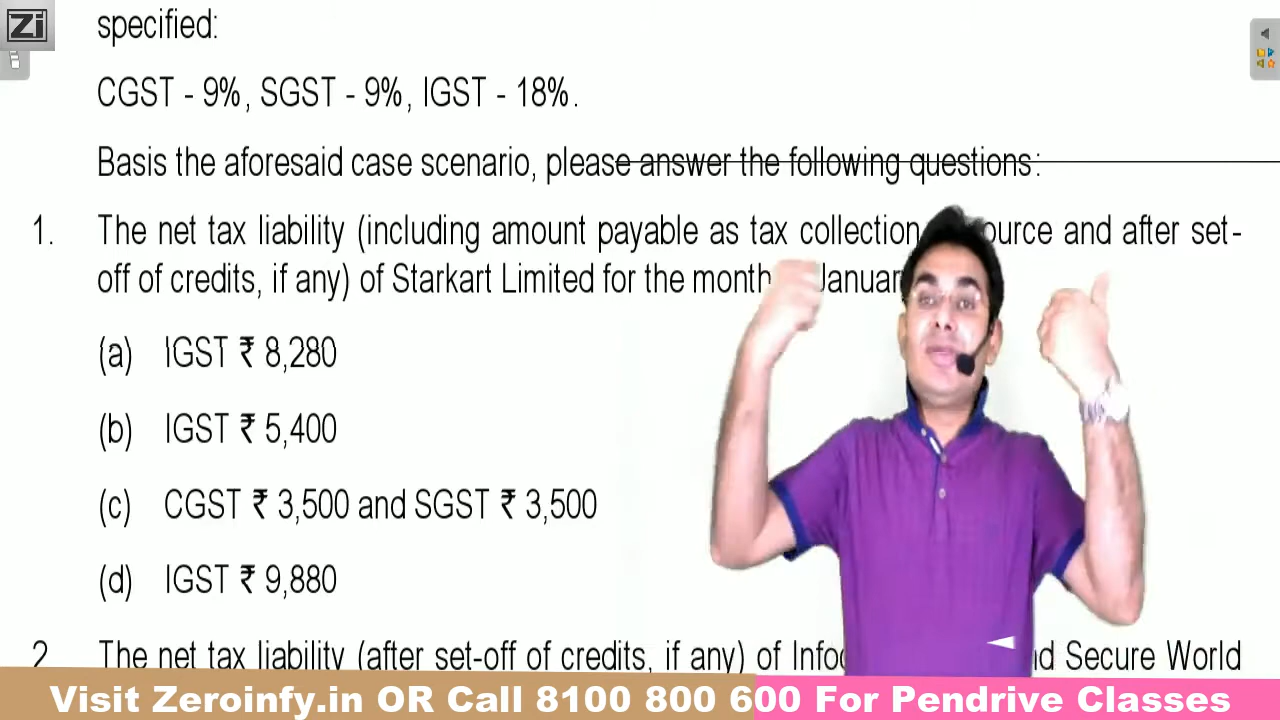 Zi
specified:
CGST - 9%, SGST - 9%, IGST - 18%.
Basis the aforesaid case scenario, please answer the following questions:
1. The net tax liability (including amount payable as tax collection source and after set-
off of credits, if any) of Starkart Limited for the month
(a) IGST ₹ 8,280
(b) IGST ₹ 5,400
(c) CGST ₹ 3,500 and SGST ₹ 3,500
(d) IGST ₹ 9,880
2 The net tax liability (after set-off of credits, if any) of Secure World
Visit Zeroinfy.in OR Call 8100 800 600 For Pendrive Classes